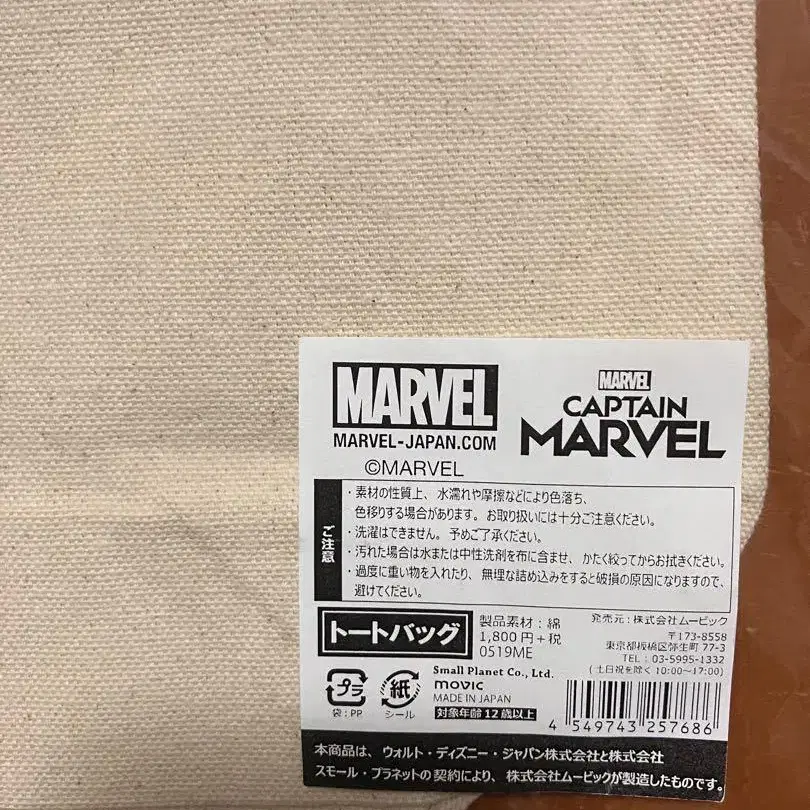 MARVEL
MARVEL-JAPAN.COM
©MARVEL
MARVEL
CAPTAIN
MARVEL
ご注意
・素材の性質上、水濡れや摩擦などにより色落ち、
色移りする場合があります。お取り扱いには十分ご注意ください。
・洗濯はできません。予めご了承ください。
・汚れた場合は水または中性洗剤を布に含ませ、かたく絞ってからお拭きください。
・過度に重い物を入れたり、無理な詰め込みをすると破損の原因になりますので、
避けてください。
トートバッグ
製品素材:綿
1,800円+税
0519ME
発売元:株式会社ムービック
〒173-8558
東京都板橋区弥生町 77-3
TEL:03-5995-1332
(土日祝を除く 10:00~17:00)
プラ
袋:PP
紙
シール
Small Planet Co., Ltd.
movic
MADE IN JAPAN
対象年齢12歳以上
4 549743 257686
本商品は、ウォルト・ディズニー・ジャパン株式会社と株式会社
スモール・プラネットの契約により、株式会社ムービックが製造したものです。